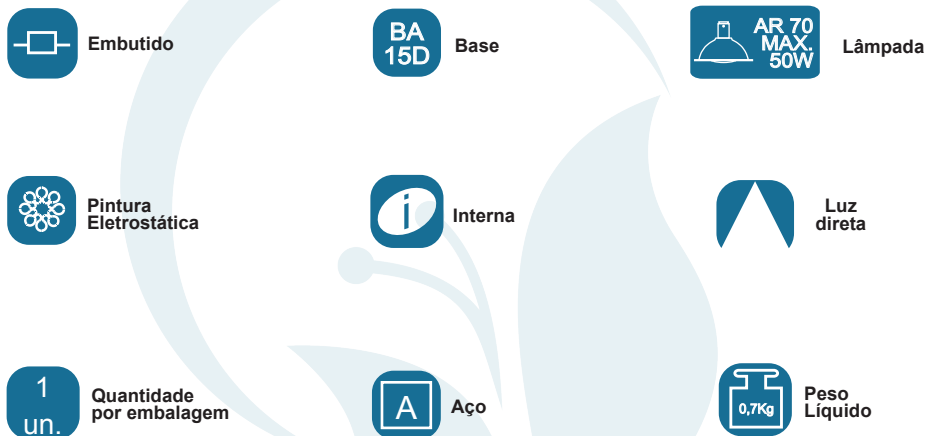 Embutido
BA
15D
Base
AR 70
MAX.
50W
Lâmpada
Pintura
Eletrostática
i
Interna
Luz
direta
1
un.
Quantidade
por embalagem
A
Aço
0,7Kg
Peso
Líquido